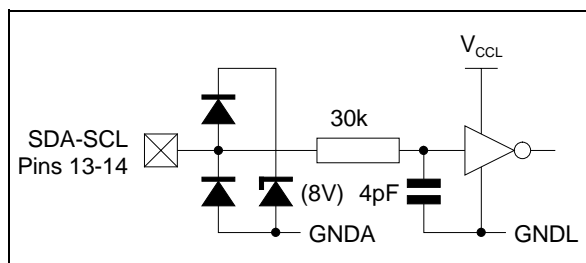 V_CCL
30k
SDA-SCL
Pins 13-14
(8V) 4pF
GNDA
GNDL